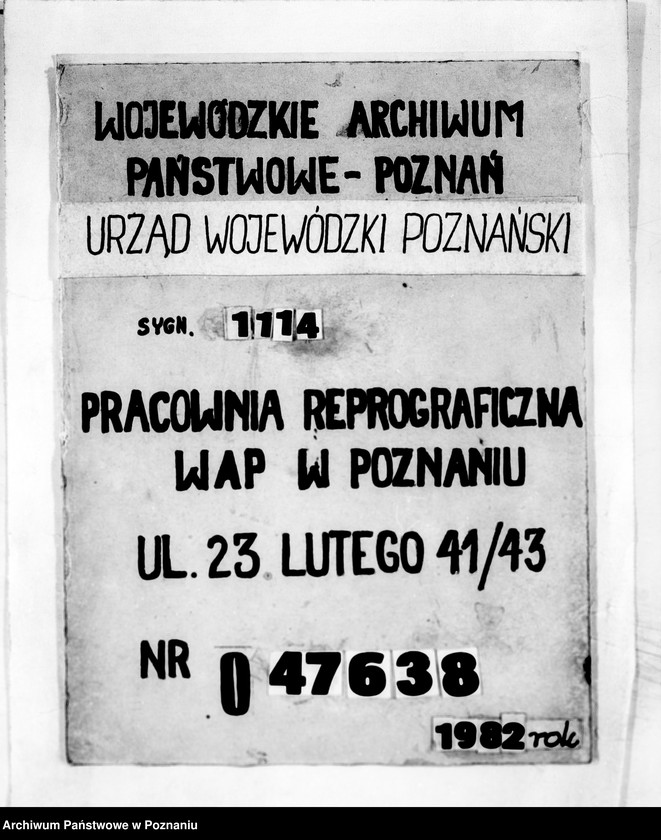 WOJEWÓDZKIE ARCHIWUM
PAŃSTWOWE - POZNAŃ
URZĄD WOJEWÓDZKI POZNAŃSKI
SYGN. 1114
PRACOWNIA REPROGRAFICZNA
WAP W POZNANIU
UL. 23 LUTEGO 41/43
NR 0 47638
1982 rok
Archiwum Państwowe w Poznaniu